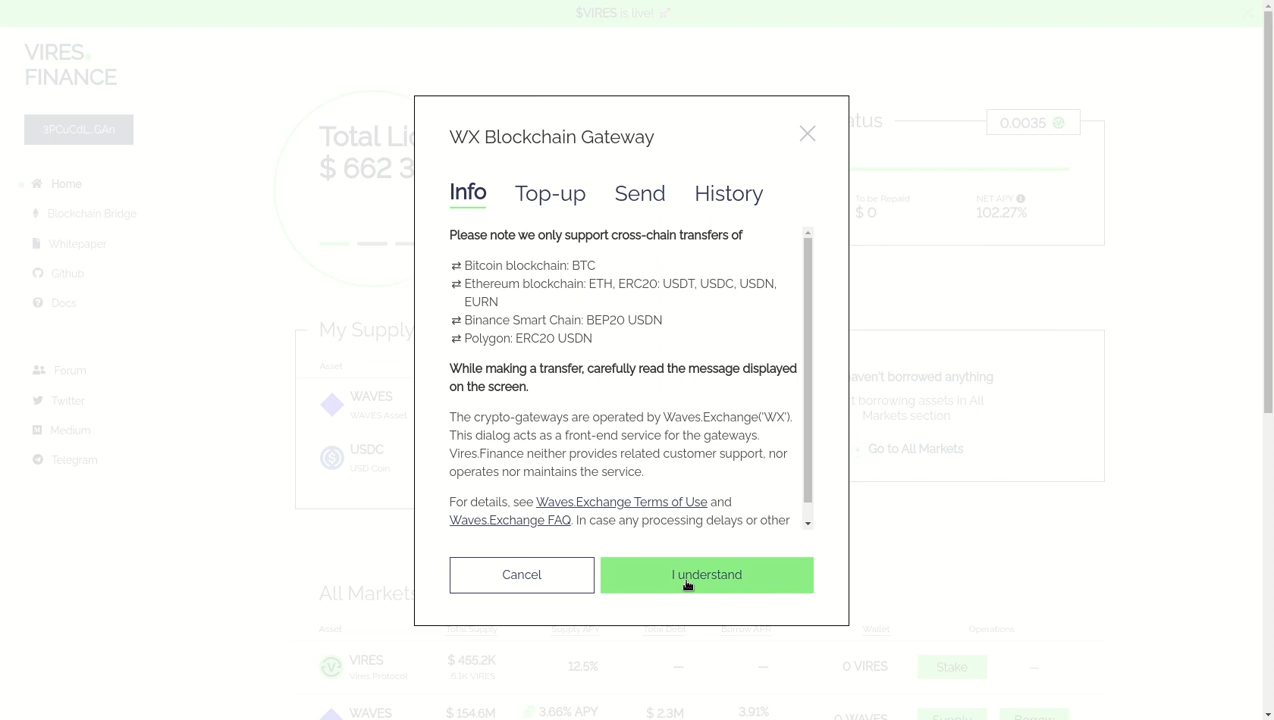 $VIRES is live!
VIRES.
FINANCE
3PCuCdL...GAn
Home
Blockchain Bridge
Whitepaper
Github
Docs
Forum
Twitter
Medium
Telegram
$ 662 3
0.0035
To be Repaid
$ 0
NET APY
102.27%
My Supply
Asset
WAVES
WAVES Asset
USDC
USD Coin
borrowing assets in All
Markets section
Go to All Markets
WX Blockchain Gateway
Info Top-up Send History
Please note we only support cross-chain transfers of
⇄ Bitcoin blockchain: BTC
⇄ Ethereum blockchain: ETH, ERC20: USDT, USDC, USDN,
EURN
⇄ Binance Smart Chain: BEP20 USDN
⇄ Polygon: ERC20 USDN
While making a transfer, carefully read the message displayed
on the screen.
The crypto-gateways are operated by Waves.Exchange('WX').
This dialog acts as a front-end service for the gateways.
Vires.Finance neither provides related customer support, nor
operates nor maintains the service.
For details, see Waves.Exchange Terms of Use and
Waves.Exchange FAQ. In case any processing delays or other
Cancel
I understand
All Markets
Asset Total Supply Supply APY Total Debt Borrow APR Wallet Operations
VIRES $ 455.2K 12.5% — — 0 VIRES Stake —
Vires Protocol
WAVES $ 154.6M 3.66% APY $ 2.3M 3.91% 0 WAVES Supply Borrow